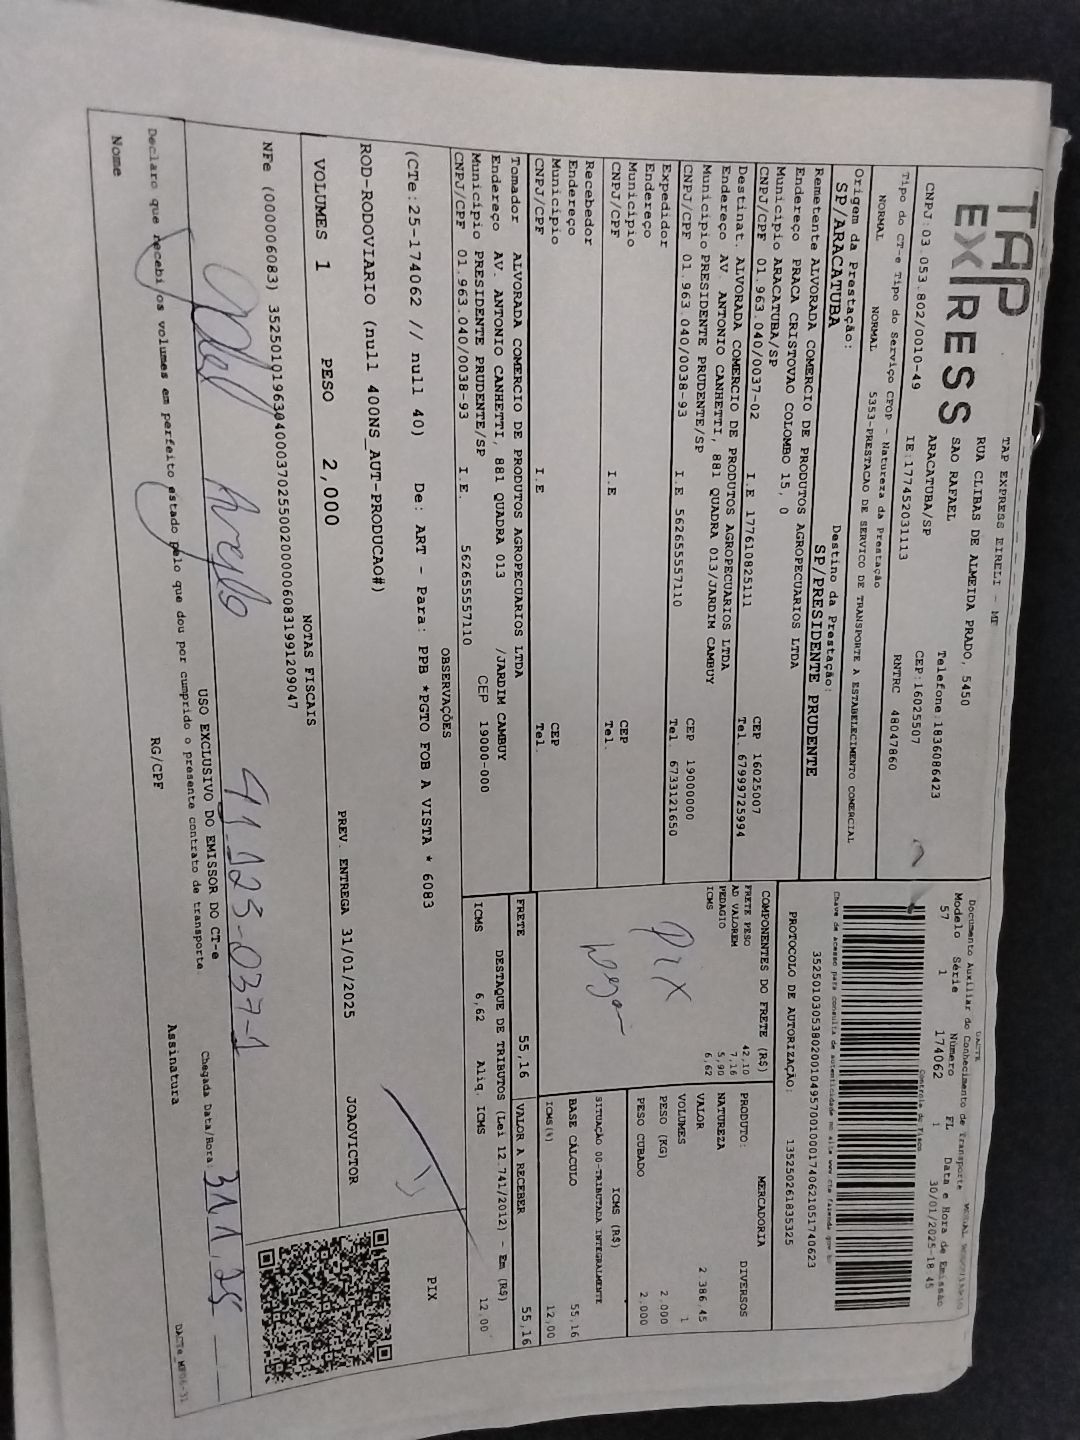 TAP
EXPRESS
TAP EXPRESS EIRELI - ME
RUA CLIBAS DE ALMEIDA PRADO, 5450
SAO RAFAEL
ARACATUBA/SP
Telefone:1836086423
CEP:16025507
CNPJ:03.053.802/0010-49
IE:177452031113
RNTRC 48047860
Tipo do CT-e Tipo do Serviço CFOP - Natureza da Prestação
NORMAL NORMAL 5353-PRESTACAO DE SERVICO DE TRANSPORTE A ESTABELECIMENTO COMERCIAL
Origem da Prestação: Destino da Prestação:
SP/ARACATUBA SP/PRESIDENTE PRUDENTE
Remetente ALVORADA COMERCIO DE PRODUTOS AGROPECUARIOS LTDA
Endereço PRACA CRISTOVAO COLOMBO 15, 0
Município ARACATUBA/SP CEP 16025007
CNPJ/CPF 01.963.040/0037-02 I.E 177610825111 Tel. 67999725994
Destinat. ALVORADA COMERCIO DE PRODUTOS AGROPECUARIOS LTDA
Endereço AV. ANTONIO CANHETTI, 881 QUADRA 013/JARDIM CAMBUY
Município PRESIDENTE PRUDENTE/SP CEP 19000000
CNPJ/CPF 01.963.040/0038-93 I.E 562655557110 Tel. 6733121650
Expedidor
Endereço
Município CEP
CNPJ/CPF I.E Tel.
Recebedor
Endereço
Município CEP
CNPJ/CPF I.E Tel.
Tomador ALVORADA COMERCIO DE PRODUTOS AGROPECUARIOS LTDA
Endereço AV. ANTONIO CANHETTI, 881 QUADRA 013 /JARDIM CAMBUY
Município PRESIDENTE PRUDENTE/SP CEP 19000-000
CNPJ/CPF 01.963.040/0038-93 I.E. 562655557110
DACTE
Documento Auxiliar do Conhecimento de Transporte
Modelo Série Número FL Data e Hora de Emissão
57 1 174062 1 30/01/2025-18:45
Controle do Fisco
Chave de acesso para consulta de autenticidade no site www.cte.fazenda.gov.br
35250103053802001049570010001740621051740623
PROTOCOLO DE AUTORIZAÇÃO: 135250261835325
COMPONENTES DO FRETE (R$)
FRETE PESO 42,10
AD VALOREM 7,16
PEDAGIO 5,90
ICMS 6,62
PIX
MERCADORIA
PRODUTO: DIVERSOS
NATUREZA
VALOR 2.386,45
VOLUMES 1
PESO (KG) 2,000
PESO CUBADO 2,000
ICMS (R$)
SITUAÇÃO 00-TRIBUTADA INTEGRALMENTE
BASE CÁLCULO 55,16
ICMS(%) 12,00
FRETE 55,16 VALOR A RECEBER 55,16
DESTAQUE DE TRIBUTOS (Lei 12.741/2012) - Em (R$)
ICMS 6,62 Aliq. ICMS 12,00
OBSERVAÇÕES
(CTe:25-174062 // null 40) De: ART - Para: PPB *PGTO FOB A VISTA * 6083
ROD-RODOVIARIO (null 400NS_AUT-PRODUCAO#)
PIX
VOLUMES 1 PESO 2,000 PREV. ENTREGA 31/01/2025 JOAOVICTOR
NOTAS FISCAIS
NFe (000006083) 35250101963040003702550020000060831991209047
USO EXCLUSIVO DO EMISSOR DO CT-e
41.123-037-1
Chegada Data/Hora: 31.1.25
Declaro que recebi os volumes em perfeito estado pelo que dou por cumprido o presente contrato de transporte.
Nome RG/CPF Assinatura